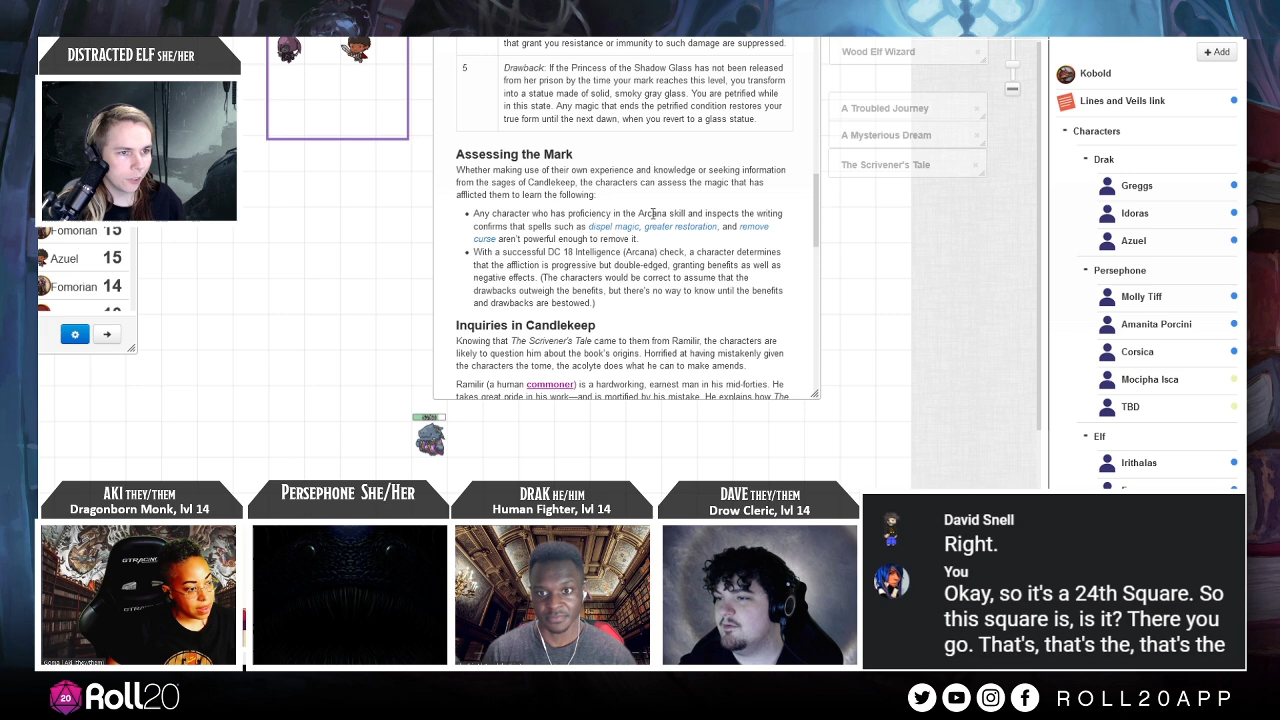 DISTRACTED ELF SHE/HER
Fomorian 15
Azuel 15
Fomorian 14
that grant you resistance or immunity to such damage are suppressed.
5
Drawback: If the Princess of the Shadow Glass has not been released
from her prison by the time your mark reaches this level, you transform
into a statue made of solid, smoky gray glass. You are petrified while
in this state. Any magic that ends the petrified condition restores your
true form until the next dawn, when you revert to a glass statue.
Assessing the Mark
Whether making use of their own experience and knowledge or seeking information
from the sages of Candlekeep, the characters can assess the magic that has
afflicted them to learn the following:
• Any character who has proficiency in the Arcana skill and inspects the writing
confirms that spells such as dispel magic, greater restoration, and remove
curse aren't powerful enough to remove it.
• With a successful DC 18 Intelligence (Arcana) check, a character determines
that the affliction is progressive but double-edged, granting benefits as well as
negative effects. (The characters would be correct to assume that the
drawbacks outweigh the benefits, but there's no way to know until the benefits
and drawbacks are bestowed.)
Inquiries in Candlekeep
Knowing that The Scrivener's Tale came to them from Ramilir, the characters are
likely to question him about the book's origins. Horrified at having mistakenly given
the characters the tome, the acolyte does what he can to make amends.
Ramilir (a human commoner) is a hardworking, earnest man in his mid-forties. He
takes great pride in his work—and is mortified by his mistake. He explains how The
Wood Elf Wizard
A Troubled Journey
A Mysterious Dream
The Scrivener's Tale
+ Add
Kobold
Lines and Veils link
Characters
Drak
Greggs
Idoras
Azuel
Persephone
Molly Tiff
Amanita Porcini
Corsica
Mocipha Isca
TBD
Elf
Irithalas
AKI THEY/THEM
Dragonborn Monk, lvl 14
PERSEPHONE SHE/HER
DRAK HE/HIM
Human Fighter, lvl 14
DAVE THEY/THEM
Drow Cleric, lvl 14
GTRACING
David Snell
Right.
You
Okay, so it's a 24th Square. So
this square is, is it? There you
go. That's, that's the, that's the
20 Roll20
ROLL20APP